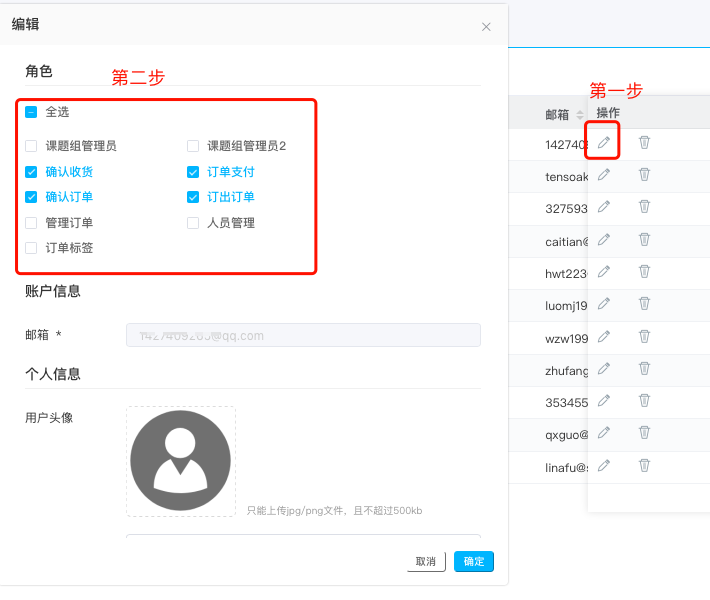 编辑
角色
第二步
全选
课题组管理员
课题组管理员2
确认收货
订单支付
确认订单
订出订单
管理订单
人员管理
订单标签
账户信息
邮箱 *
@qq.com
个人信息
用户头像
只能上传jpg/png文件，且不超过500kb
取消
确定
第一步
邮箱
操作
142740
tensoak
327593
caitian@
hwt223
luomj19
wzw199
zhufang
353455
qxguo@
linafu@s